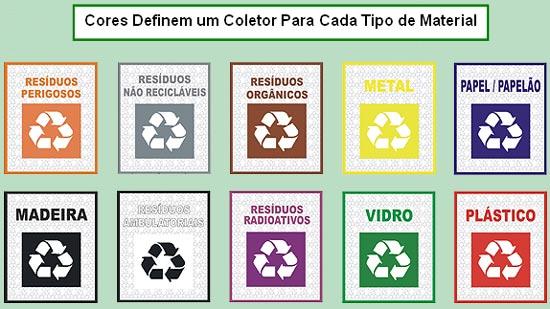 Cores Definem um Coletor Para Cada Tipo de Material
RESÍDUOS
PERIGOSOS
RESÍDUOS
NÃO RECICLÁVEIS
RESÍDUOS
ORGÂNICOS
METAL
PAPEL / PAPELÃO
MADEIRA
RESÍDUOS
AMBULATORIAIS
RESÍDUOS
RADIOATIVOS
VIDRO
PLÁSTICO